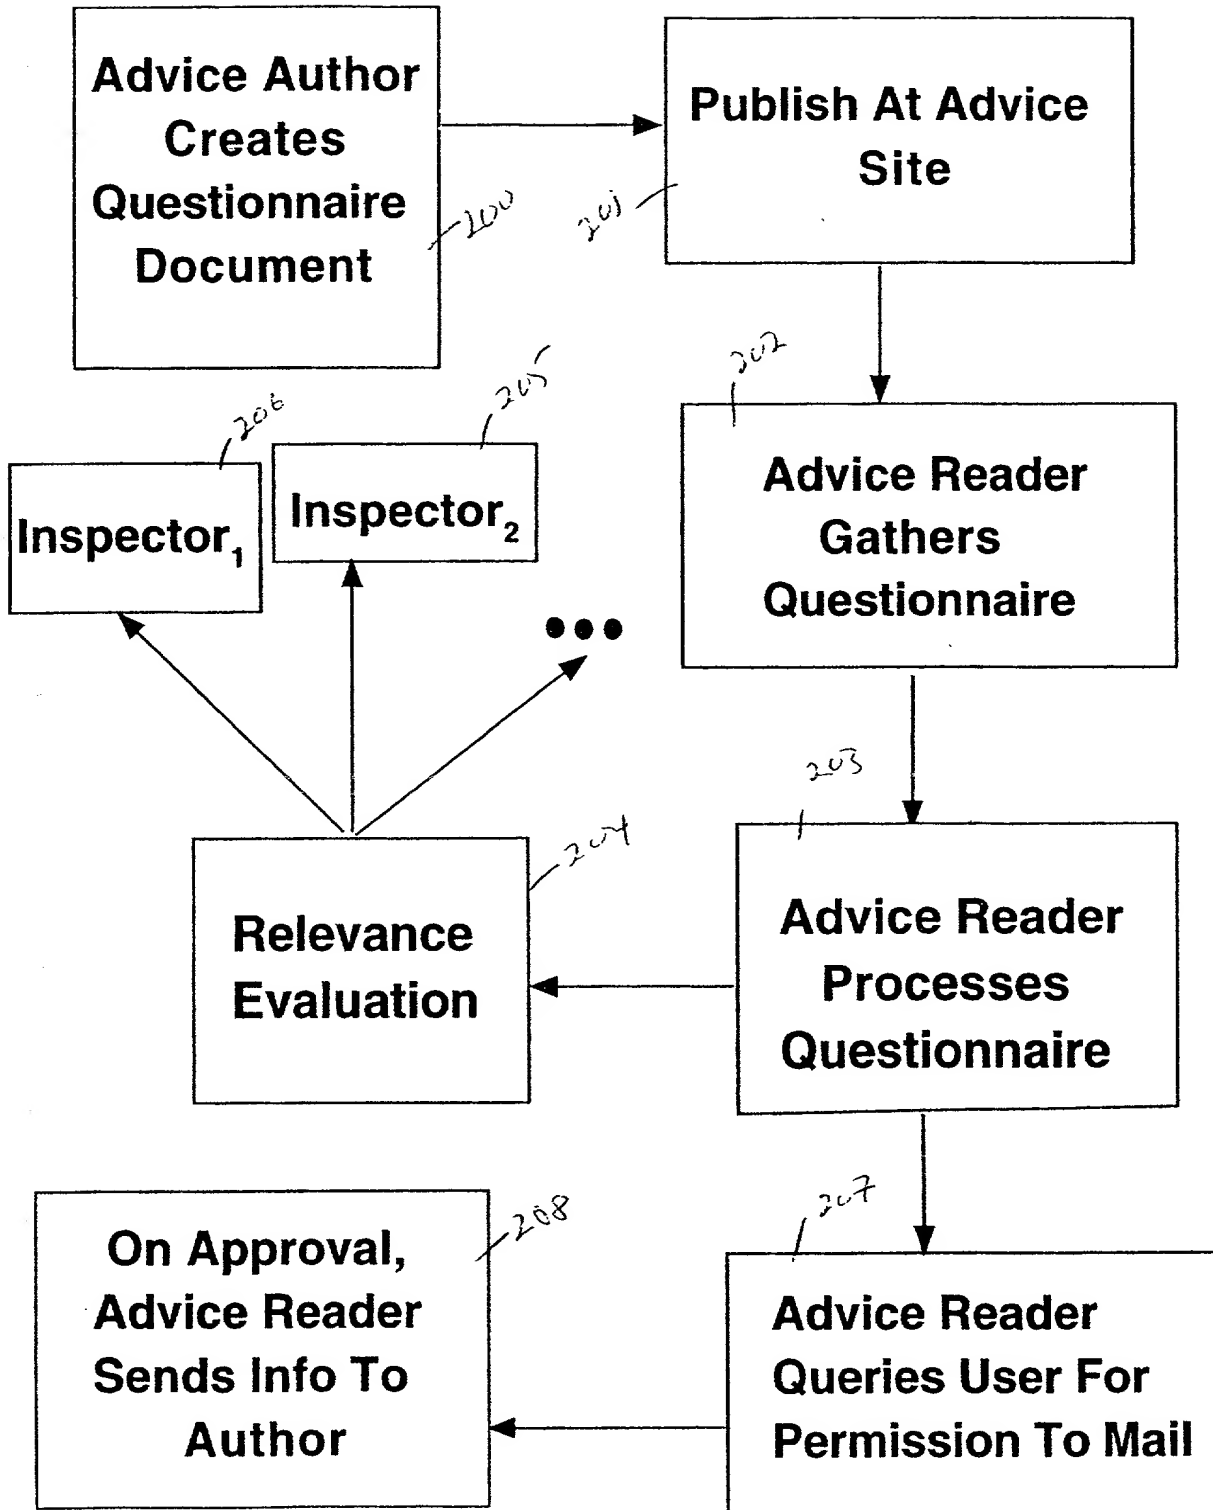 Advice Author
Creates
Questionnaire
Document
200
Publish At Advice
Site
201
202
Advice Reader
Gathers
Questionnaire
206
Inspector1
205
Inspector2
•••
203
Advice Reader
Processes
Questionnaire
204
Relevance
Evaluation
207
Advice Reader
Queries User For
Permission To Mail
208
On Approval,
Advice Reader
Sends Info To
Author